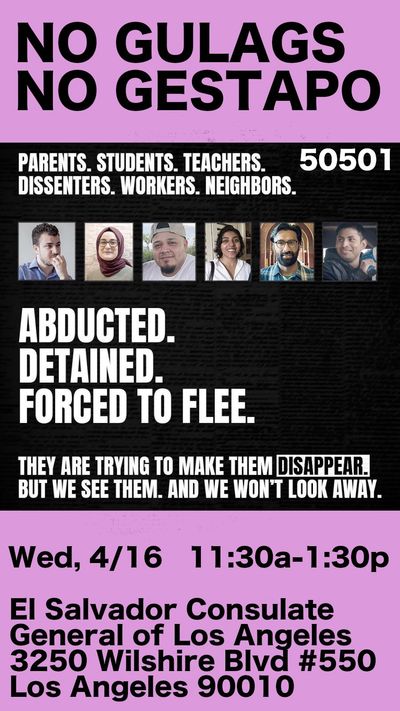 NO GULAGS
NO GESTAPO
50501
PARENTS. STUDENTS. TEACHERS.
DISSENTERS. WORKERS. NEIGHBORS.
ABDUCTED.
DETAINED.
FORCED TO FLEE.
THEY ARE TRYING TO MAKE THEM DISAPPEAR.
BUT WE SEE THEM. AND WE WON'T LOOK AWAY.
Wed, 4/16 11:30a-1:30p
El Salvador Consulate
General of Los Angeles
3250 Wilshire Blvd #550
Los Angeles 90010